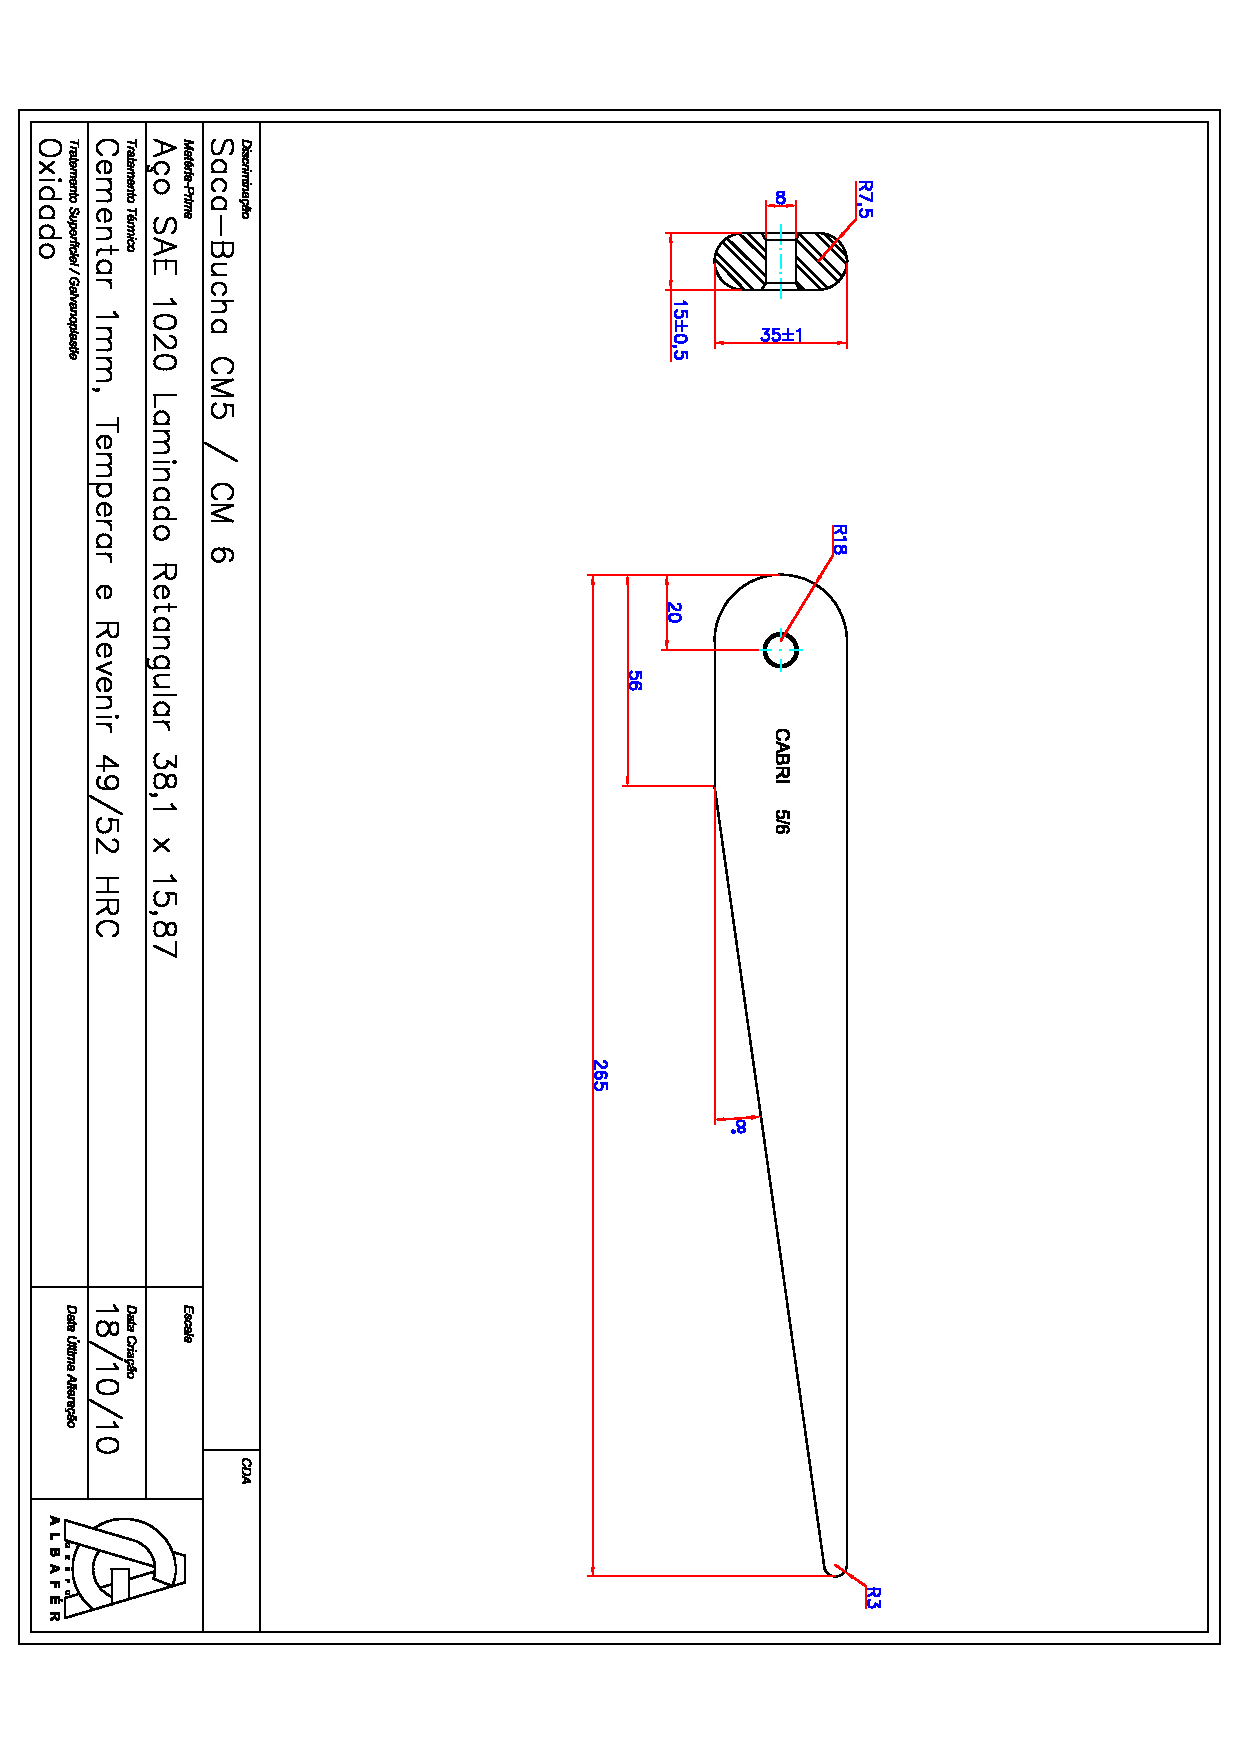 R7,5
8
15±0,5
35±1
R18
20
56
CABRI 5/6
265
8°
R3
Discriminação
Saca-Bucha CM5 / CM 6
CDA
Matéria-Prima
Aço SAE 1020 Laminado Retangular 38,1 x 15,87
Escala
Tratamento Térmico
Cementar 1mm, Temperar e Revenir 49/52 HRC
Data Criação
18/10/10
Tratamento Superficial / Galvanoplastia
Oxidado
Data Última Alteração
ALBAFÉR